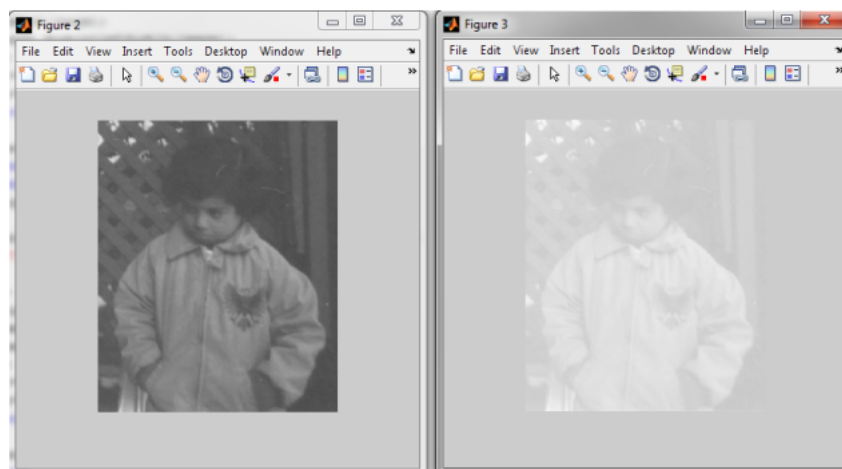 Figure 2
File Edit View Insert Tools Desktop Window Help
Figure 3
File Edit View Insert Tools Desktop Window Help